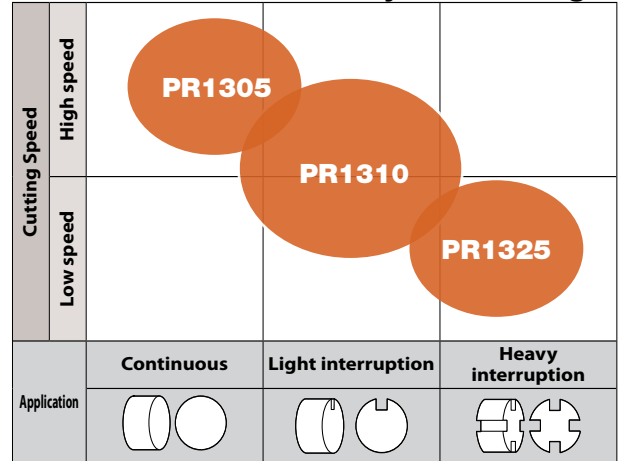 Cutting Speed
High speed
Low speed
PR1305
PR1310
PR1325
Application
Continuous
Light interruption
Heavy
interruption